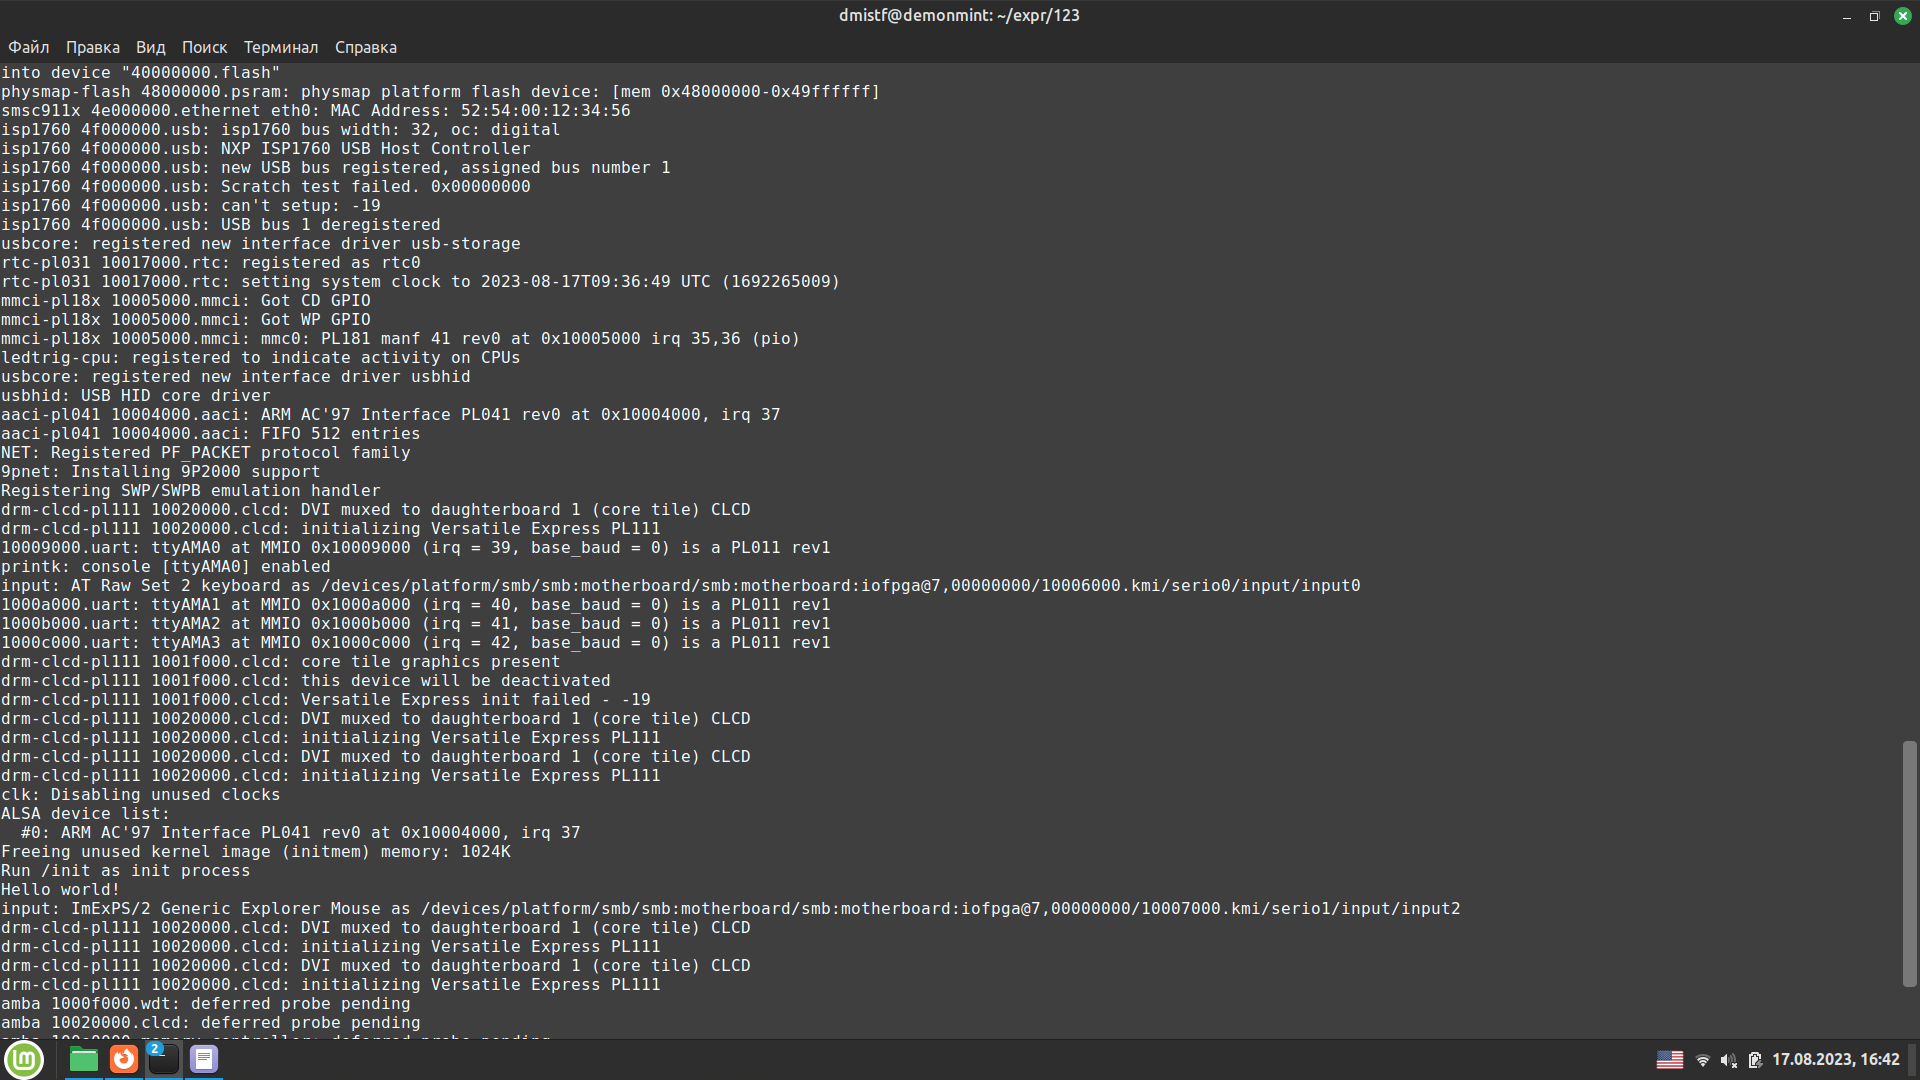 dmistf@demonmint: ~/expr/123
Файл Правка Вид Поиск Терминал Справка
into device "40000000.flash"
physmap-flash 48000000.psram: physmap platform flash device: [mem 0x48000000-0x49ffffff]
smsc911x 4e000000.ethernet eth0: MAC Address: 52:54:00:12:34:56
isp1760 4f000000.usb: isp1760 bus width: 32, oc: digital
isp1760 4f000000.usb: NXP ISP1760 USB Host Controller
isp1760 4f000000.usb: new USB bus registered, assigned bus number 1
isp1760 4f000000.usb: Scratch test failed. 0x00000000
isp1760 4f000000.usb: can't setup: -19
isp1760 4f000000.usb: USB bus 1 deregistered
usbcore: registered new interface driver usb-storage
rtc-pl031 10017000.rtc: registered as rtc0
rtc-pl031 10017000.rtc: setting system clock to 2023-08-17T09:36:49 UTC (1692265009)
mmci-pl18x 10005000.mmci: Got CD GPIO
mmci-pl18x 10005000.mmci: Got WP GPIO
mmci-pl18x 10005000.mmci: mmc0: PL181 manf 41 rev0 at 0x10005000 irq 35,36 (pio)
ledtrig-cpu: registered to indicate activity on CPUs
usbcore: registered new interface driver usbhid
usbhid: USB HID core driver
aaci-pl041 10004000.aaci: ARM AC'97 Interface PL041 rev0 at 0x10004000, irq 37
aaci-pl041 10004000.aaci: FIFO 512 entries
NET: Registered PF_PACKET protocol family
9pnet: Installing 9P2000 support
Registering SWP/SWPB emulation handler
drm-clcd-pl111 10020000.clcd: DVI muxed to daughterboard 1 (core tile) CLCD
drm-clcd-pl111 10020000.clcd: initializing Versatile Express PL111
10009000.uart: ttyAMA0 at MMIO 0x10009000 (irq = 39, base_baud = 0) is a PL011 rev1
printk: console [ttyAMA0] enabled
input: AT Raw Set 2 keyboard as /devices/platform/smb/smb:motherboard/smb:motherboard:iofpga@7,00000000/10006000.kmi/serio0/input/input0
1000a000.uart: ttyAMA1 at MMIO 0x1000a000 (irq = 40, base_baud = 0) is a PL011 rev1
1000b000.uart: ttyAMA2 at MMIO 0x1000b000 (irq = 41, base_baud = 0) is a PL011 rev1
1000c000.uart: ttyAMA3 at MMIO 0x1000c000 (irq = 42, base_baud = 0) is a PL011 rev1
drm-clcd-pl111 1001f000.clcd: core tile graphics present
drm-clcd-pl111 1001f000.clcd: this device will be deactivated
drm-clcd-pl111 1001f000.clcd: Versatile Express init failed - -19
drm-clcd-pl111 10020000.clcd: DVI muxed to daughterboard 1 (core tile) CLCD
drm-clcd-pl111 10020000.clcd: initializing Versatile Express PL111
drm-clcd-pl111 10020000.clcd: DVI muxed to daughterboard 1 (core tile) CLCD
drm-clcd-pl111 10020000.clcd: initializing Versatile Express PL111
clk: Disabling unused clocks
ALSA device list:
  #0: ARM AC'97 Interface PL041 rev0 at 0x10004000, irq 37
Freeing unused kernel image (initmem) memory: 1024K
Run /init as init process
Hello world!
input: ImExPS/2 Generic Explorer Mouse as /devices/platform/smb/smb:motherboard/smb:motherboard:iofpga@7,00000000/10007000.kmi/serio1/input/input2
drm-clcd-pl111 10020000.clcd: DVI muxed to daughterboard 1 (core tile) CLCD
drm-clcd-pl111 10020000.clcd: initializing Versatile Express PL111
drm-clcd-pl111 10020000.clcd: DVI muxed to daughterboard 1 (core tile) CLCD
drm-clcd-pl111 10020000.clcd: initializing Versatile Express PL111
amba 1000f000.wdt: deferred probe pending
amba 10020000.clcd: deferred probe pending
2
17.08.2023, 16:42